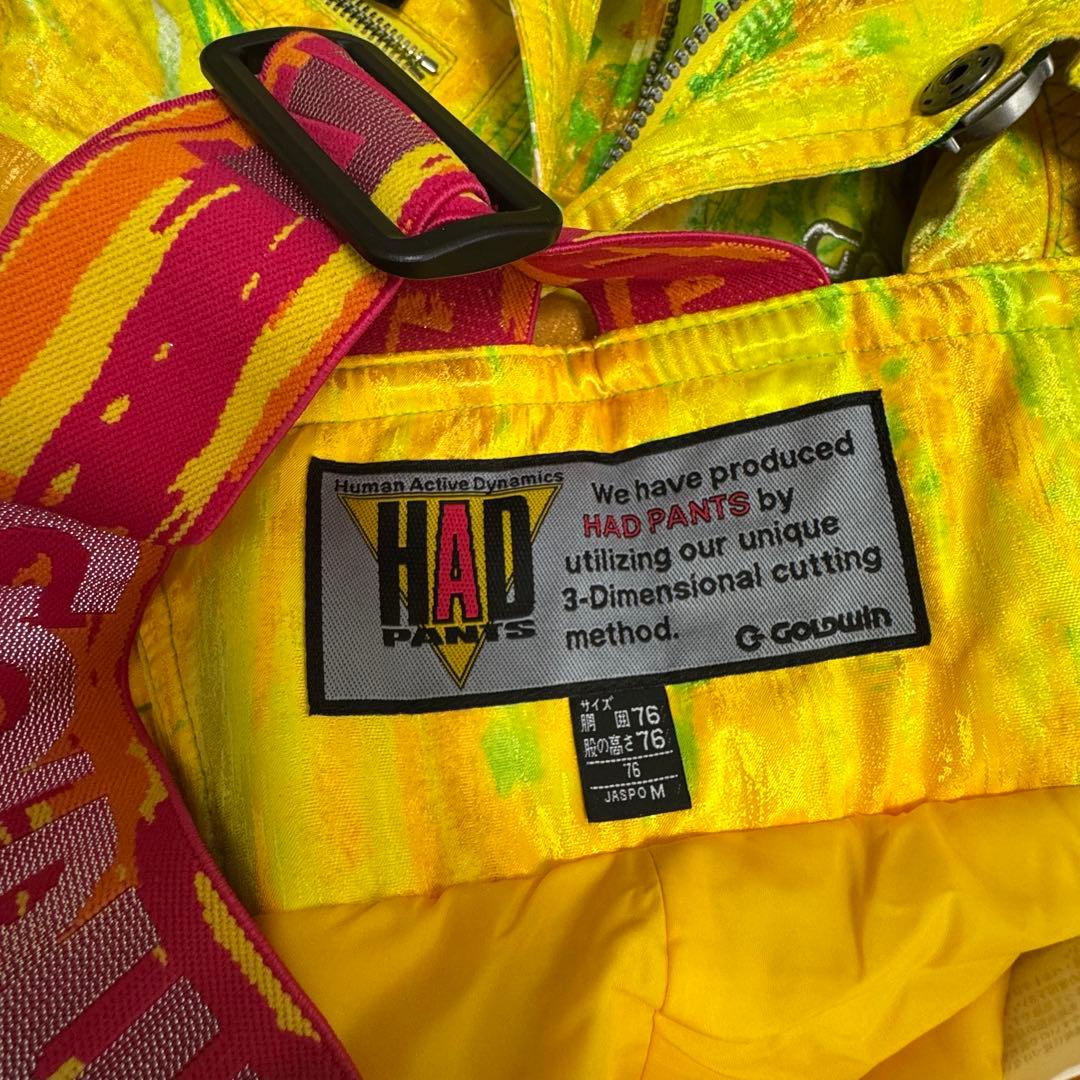 Human Active Dynamics
HAD
PANTS
We have produced
HAD PANTS by
utilizing our unique
3-Dimensional cutting
method.
GOLDWIN
サイズ
胴 囲76
股の高さ76
76
JASPO M